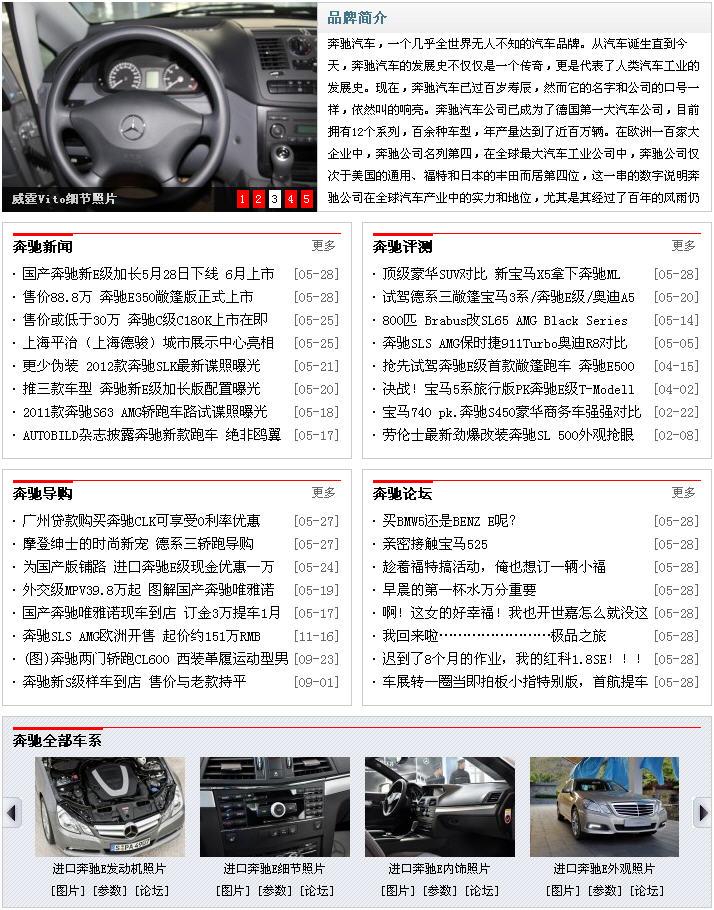 威霆Vito细节照片
1 2 3 4 5
品牌简介
奔驰汽车，一个几乎全世界无人不知的汽车品牌。从汽车诞生直到今
天，奔驰汽车的发展史不仅仅是一个传奇，更是代表了人类汽车工业的
发展史。现在，奔驰汽车已过百岁寿辰，然而它的名字和公司的口号一
样，依然叫的响亮。奔驰汽车公司已成为了德国第一大汽车公司，目前
拥有12个系列，百余种车型，年产量达到了近百万辆。在欧洲一百家大
企业中，奔驰公司名列第四，在全球最大汽车工业公司中，奔驰公司仅
次于美国的通用、福特和日本的丰田而居第四位，这一串的数字说明奔
驰公司在全球汽车产业中的实力和地位，尤其是其经过了百年的风雨仍
奔驰新闻 更多
· 国产奔驰新E级加长5月28日下线 6月上市 [05-28]
· 售价88.8万 奔驰E350敞篷版正式上市 [05-28]
· 售价或低于30万 奔驰C级C180K上市在即 [05-25]
· 上海平治（上海德骏）城市展示中心亮相 [05-25]
· 更少伪装 2012款奔驰SLK最新谍照曝光 [05-21]
· 推三款车型 奔驰新E级加长版配置曝光 [05-20]
· 2011款奔驰S63 AMG轿跑车路试谍照曝光 [05-18]
· AUTOBILD杂志披露奔驰新款跑车 绝非鸥翼 [05-17]
奔驰评测 更多
· 顶级豪华SUV对比 新宝马X5拿下奔驰ML [05-28]
· 试驾德系三敞篷宝马3系/奔驰E级/奥迪A5 [05-20]
· 800匹 Brabus改SL65 AMG Black Series [05-14]
· 奔驰SLS AMG保时捷911Turbo奥迪R8对比 [05-05]
· 抢先试驾奔驰E级首款敞篷跑车 奔驰E500 [04-15]
· 决战！宝马5系旅行版PK奔驰E级T-Modell [04-02]
· 宝马740 pk.奔驰S450豪华商务车强强对比 [02-22]
· 劳伦士最新劲爆改装奔驰SL 500外观抢眼 [02-08]
奔驰导购 更多
· 广州贷款购买奔驰CLK可享受0利率优惠 [05-27]
· 摩登绅士的时尚新宠 德系三轿跑导购 [05-27]
· 为国产版铺路 进口奔驰E级现金优惠一万 [05-24]
· 外交级MPV39.8万起 图解国产奔驰唯雅诺 [05-19]
· 国产奔驰唯雅诺现车到店 订金3万提车1月 [05-17]
· 奔驰SLS AMG欧洲开售 起价约151万RMB [11-16]
· (图)奔驰两门轿跑CL600 西装革履运动型男 [09-23]
· 奔驰新S级样车到店 售价与老款持平 [09-01]
奔驰论坛 更多
· 买BMW5还是BENZ E呢？ [05-28]
· 亲密接触宝马525 [05-28]
· 趁着福特搞活动，俺也想订一辆小福 [05-28]
· 早晨的第一杯水万分重要 [05-28]
· 啊！这女的好幸福！我也开世嘉怎么就没这 [05-28]
· 我回来啦……………………极品之旅 [05-28]
· 迟到了8个月的作业，我的红科1.8SE！！！ [05-28]
· 车展转一圈当即拍板小指特别版，首航提车 [05-28]
奔驰全部车系
S PA 4007
进口奔驰E发动机照片 进口奔驰E细节照片 进口奔驰E内饰照片 进口奔驰E外观照片
[图片] [参数] [论坛] [图片] [参数] [论坛] [图片] [参数] [论坛] [图片] [参数] [论坛]